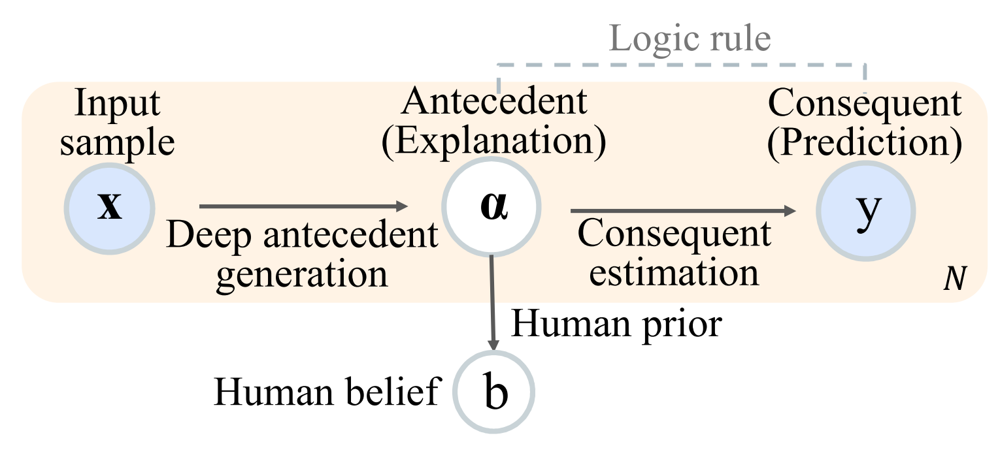 Logic rule
Input
sample
Antecedent
(Explanation)
Consequent
(Prediction)
x
α
y
Deep antecedent
generation
Consequent
estimation
N
Human prior
Human belief
b